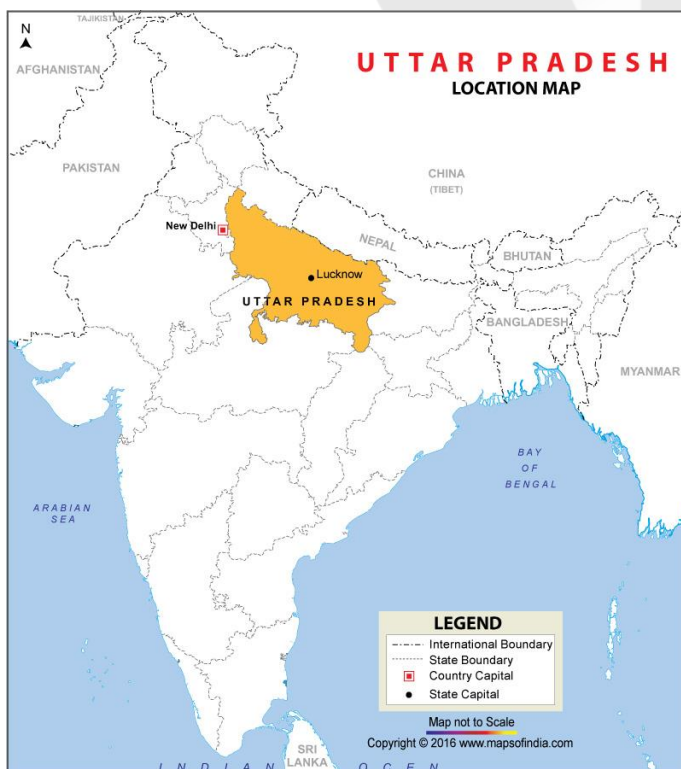 UTTAR PRADESH
LOCATION MAP
N
TAJIKISTAN
AFGHANISTAN
PAKISTAN
CHINA
(TIBET)
New Delhi
NEPAL
BHUTAN
Lucknow
UTTAR PRADESH
BANGLADESH
MYANMAR
BAY
OF
BENGAL
ARABIAN
SEA
LEGEND
International Boundary
State Boundary
Country Capital
State Capital
Map not to Scale
Copyright © 2016 www.mapsofindia.com
SRI
LANKA
INDIAN OCEN